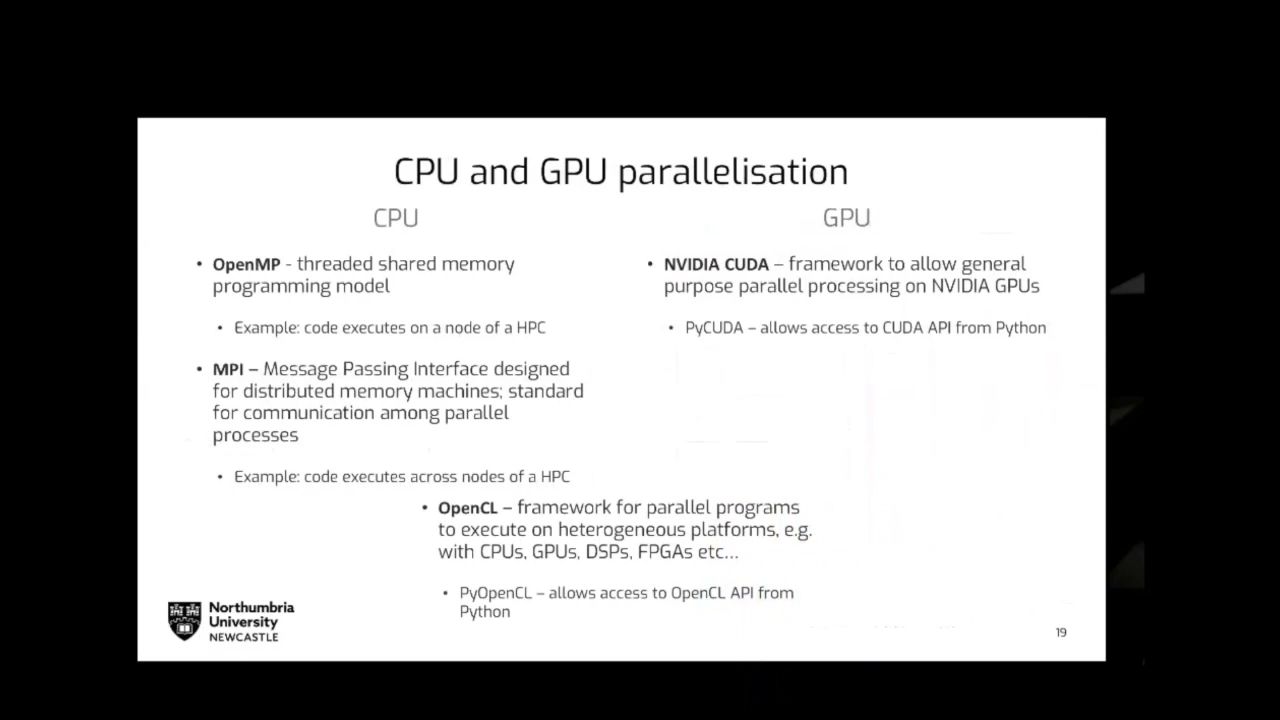 CPU and GPU parallelisation
CPU
• OpenMP - threaded shared memory
programming model
• Example: code executes on a node of a HPC
• MPI – Message Passing Interface designed
for distributed memory machines; standard
for communication among parallel
processes
• Example: code executes across nodes of a HPC
GPU
• NVIDIA CUDA – framework to allow general
purpose parallel processing on NVIDIA GPUs
• PyCUDA – allows access to CUDA API from Python
• OpenCL – framework for parallel programs
to execute on heterogeneous platforms, e.g.
with CPUs, GPUs, DSPs, FPGAs etc...
• PyOpenCL – allows access to OpenCL API from
Python
Northumbria
University
NEWCASTLE
19